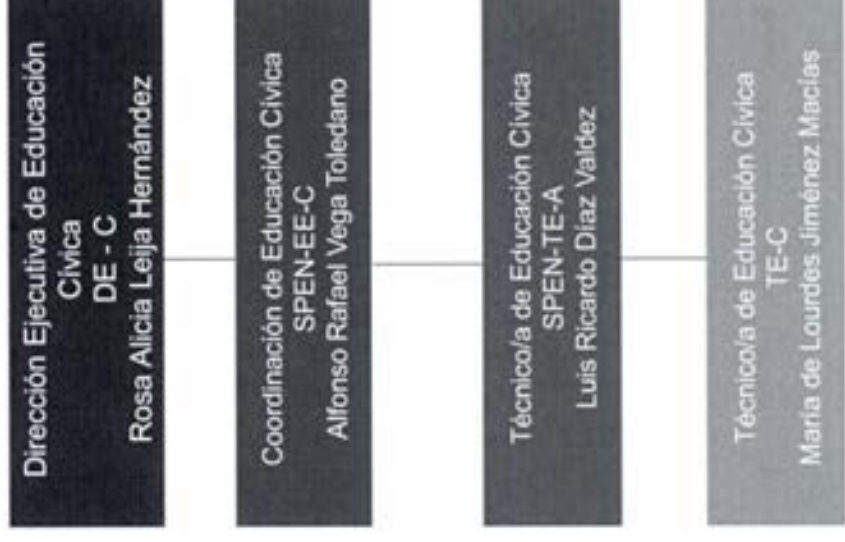 Dirección Ejecutiva de Educación
Cívica
DE - C
Rosa Alicia Leija Hernández
Coordinación de Educación Cívica
SPEN-EE-C
Alfonso Rafael Vega Toledano
Técnico/a de Educación Cívica
SPEN-TE-A
Luis Ricardo Díaz Valdez
Técnico/a de Educación Cívica
TE-C
María de Lourdes Jiménez Macías